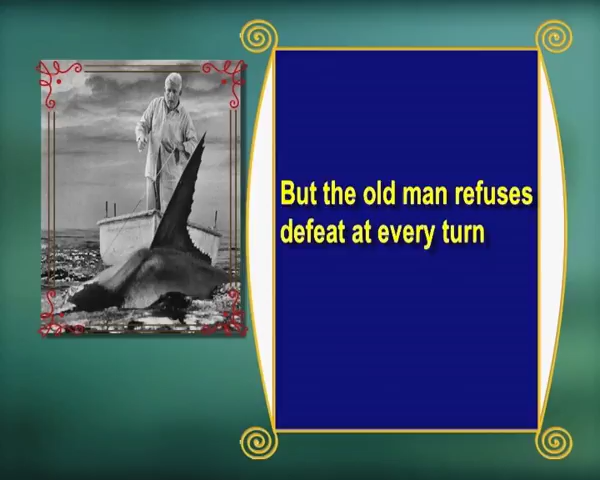 But the old man refuses
defeat at every turn